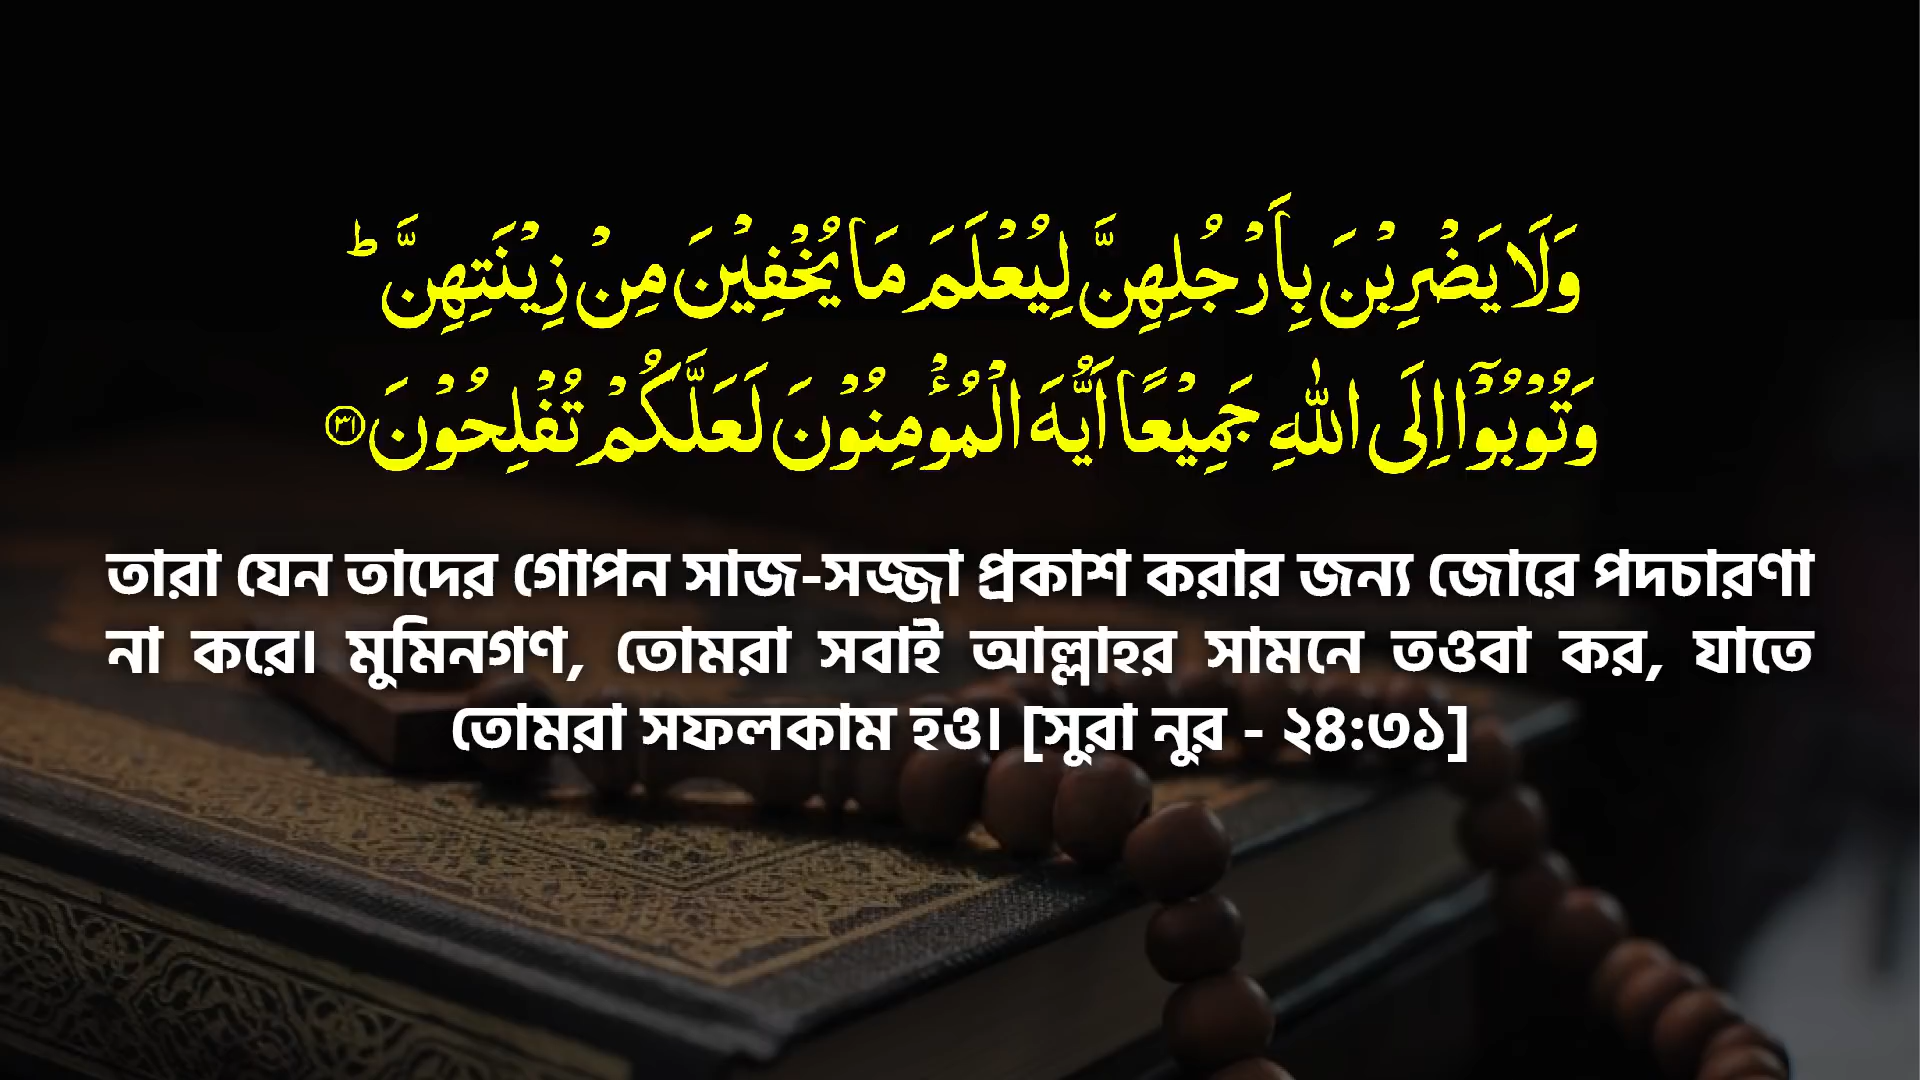 وَلَا يَضْرِبْنَ بِأَرْجُلِهِنَّ لِيُعْلَمَ مَا يُخْفِيْنَ مِنْ زِيْنَتِهِنَّ ؕ
وَتُوْبُوْٓا اِلَى اللّٰهِ جَمِيْعًا اَيُّهَ الْمُؤْمِنُوْنَ لَعَلَّكُمْ تُفْلِحُوْنَ ﴿۳۱﴾
তারা যেন তাদের গোপন সাজ-সজ্জা প্রকাশ করার জন্য জোরে পদচারণা
না করে। মুমিনগণ, তোমরা সবাই আল্লাহর সামনে তওবা কর, যাতে
তোমরা সফলকাম হও। [সুরা নুর - ২৪:৩১]